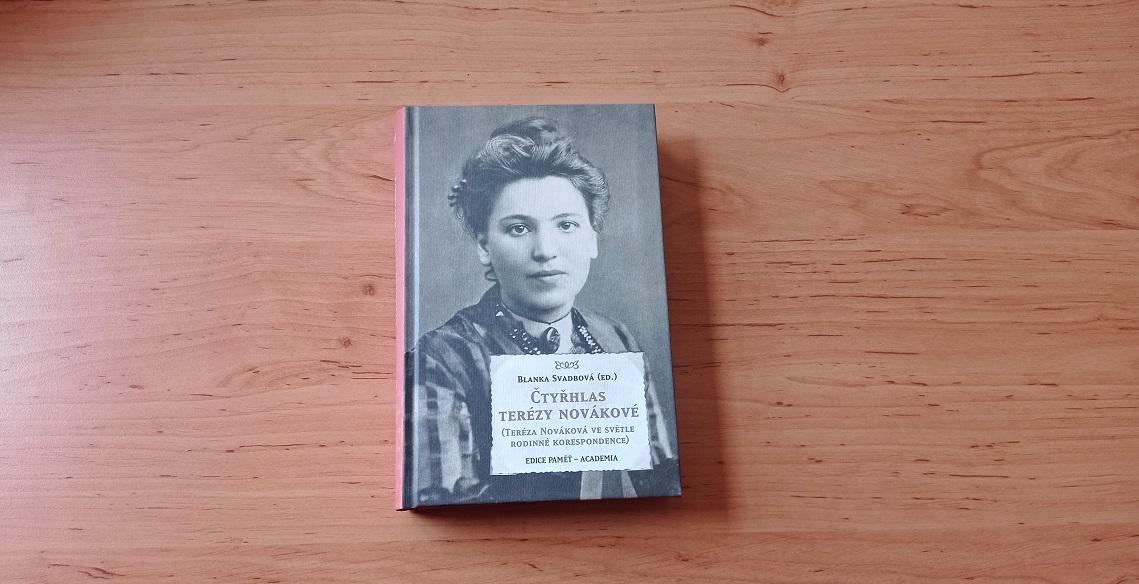 Blanka Svadbová (ed.)
Čtyřhlas
Terézy Novákové
(Teréza Nováková ve světle
rodinné korespondence)
EDICE PAMĚŤ – ACADEMIA